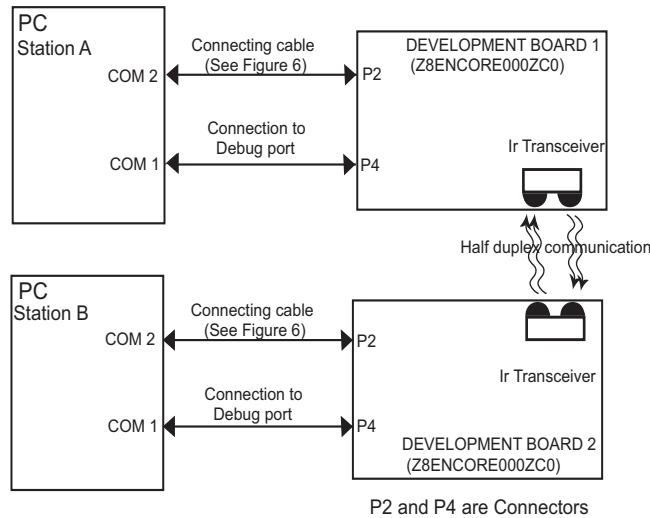 PC
Station A
COM 2
Connecting cable
(See Figure 6)
P2
COM 1
Connection to
Debug port
P4
DEVELOPMENT BOARD 1
(Z8ENCORE000ZC0)
Ir Transceiver
Half duplex communication
PC
Station B
COM 2
Connecting cable
(See Figure 6)
P2
COM 1
Connection to
Debug port
P4
Ir Transceiver
DEVELOPMENT BOARD 2
(Z8ENCORE000ZC0)
P2 and P4 are Connectors